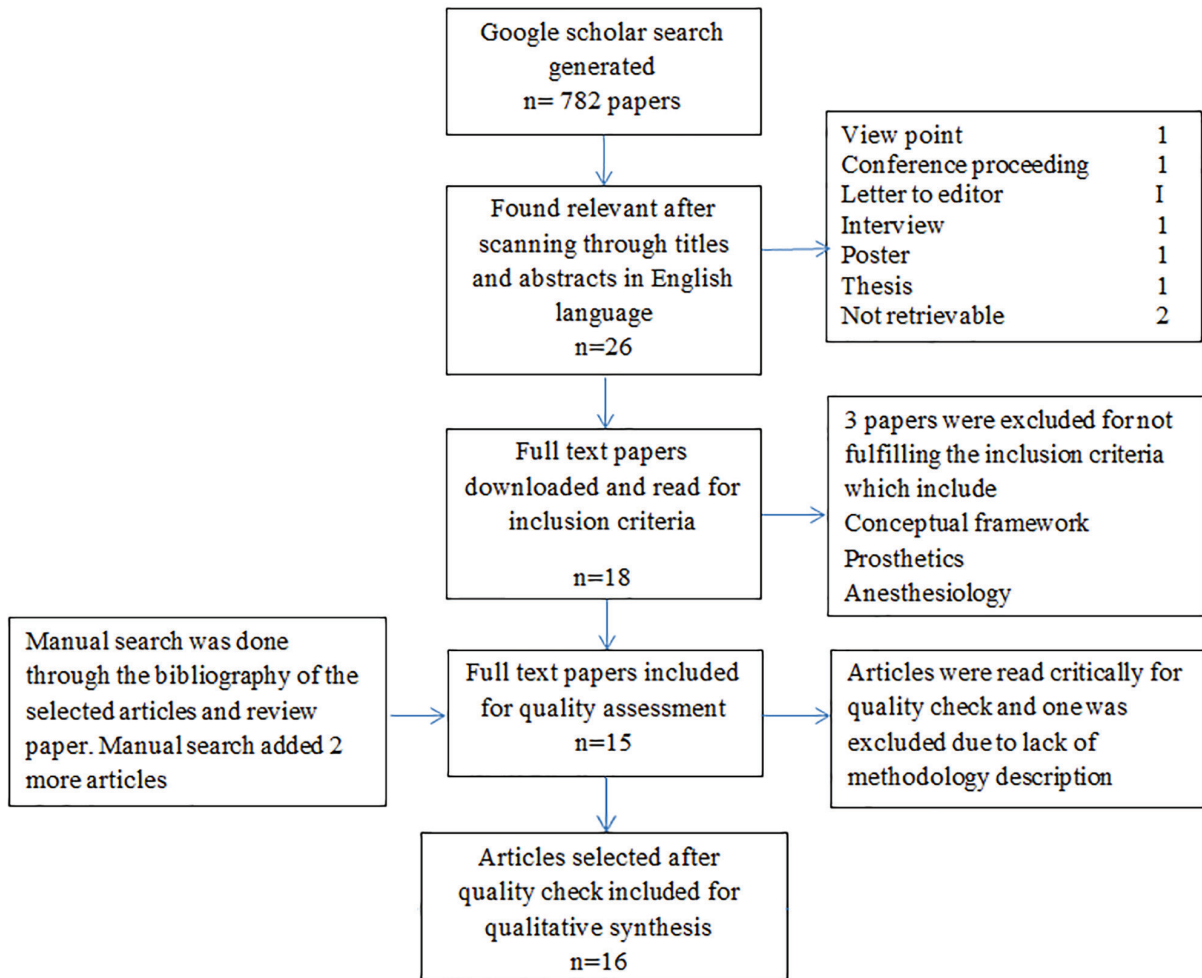 Google scholar search
generated
n= 782 papers
View point 1
Conference proceeding 1
Letter to editor I
Interview 1
Poster 1
Thesis 1
Not retrievable 2
Found relevant after
scanning through titles
and abstracts in English
language
n=26
Full text papers
downloaded and read for
inclusion criteria
n=18
3 papers were excluded for not
fulfilling the inclusion criteria
which include
Conceptual framework
Prosthetics
Anesthesiology
Manual search was done
through the bibliography of the
selected articles and review
paper. Manual search added 2
more articles
Full text papers included
for quality assessment
n=15
Articles were read critically for
quality check and one was
excluded due to lack of
methodology description
Articles selected after
quality check included for
qualitative synthesis
n=16